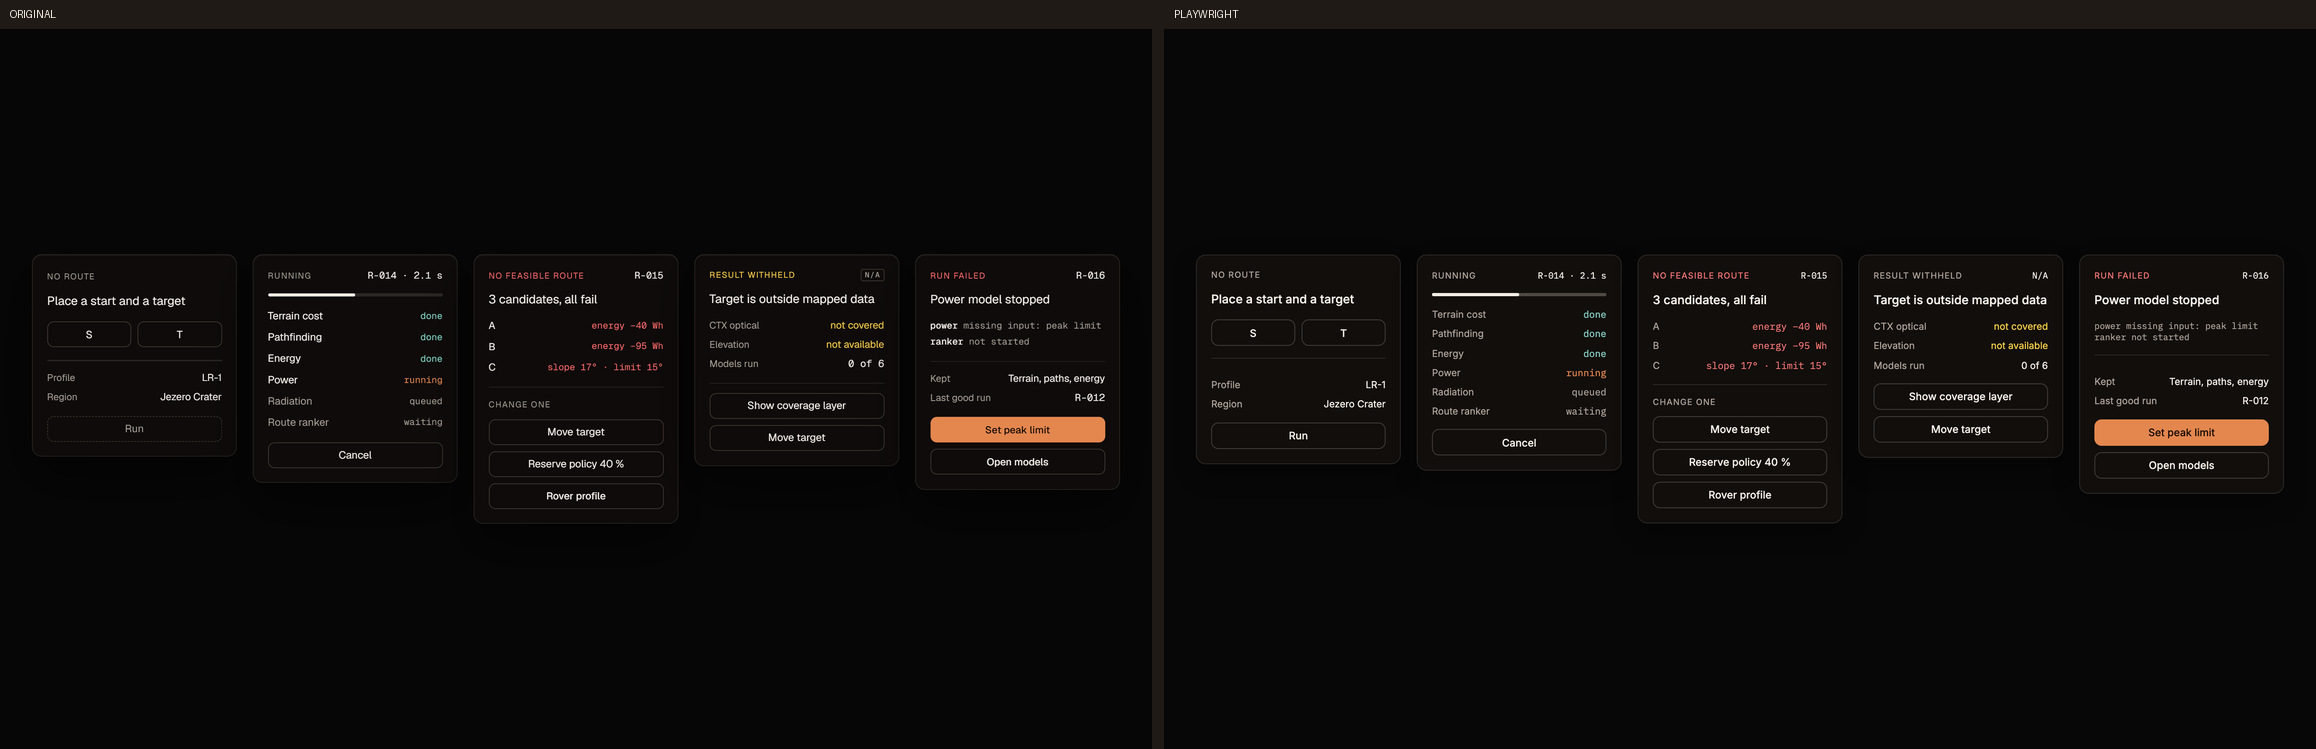 ORIGINAL
NO ROUTE
Place a start and a target
S T
Profile LR-1
Region Jezero Crater
Run
RUNNING R-014 · 2.1 s
Terrain cost done
Pathfinding done
Energy done
Power running
Radiation queued
Route ranker waiting
Cancel
NO FEASIBLE ROUTE R-015
3 candidates, all fail
A energy −40 Wh
B energy −95 Wh
C slope 17° · limit 15°
CHANGE ONE
Move target
Reserve policy 40 %
Rover profile
RESULT WITHHELD N/A
Target is outside mapped data
CTX optical not covered
Elevation not available
Models run 0 of 6
Show coverage layer
Move target
RUN FAILED R-016
Power model stopped
power missing input: peak limit
ranker not started
Kept Terrain, paths, energy
Last good run R-012
Set peak limit
Open models
PLAYWRIGHT
NO ROUTE
Place a start and a target
S T
Profile LR-1
Region Jezero Crater
Run
RUNNING R-014 · 2.1 s
Terrain cost done
Pathfinding done
Energy done
Power running
Radiation queued
Route ranker waiting
Cancel
NO FEASIBLE ROUTE R-015
3 candidates, all fail
A energy −40 Wh
B energy −95 Wh
C slope 17° · limit 15°
CHANGE ONE
Move target
Reserve policy 40 %
Rover profile
RESULT WITHHELD N/A
Target is outside mapped data
CTX optical not covered
Elevation not available
Models run 0 of 6
Show coverage layer
Move target
RUN FAILED R-016
Power model stopped
power missing input: peak limit
ranker not started
Kept Terrain, paths, energy
Last good run R-012
Set peak limit
Open models